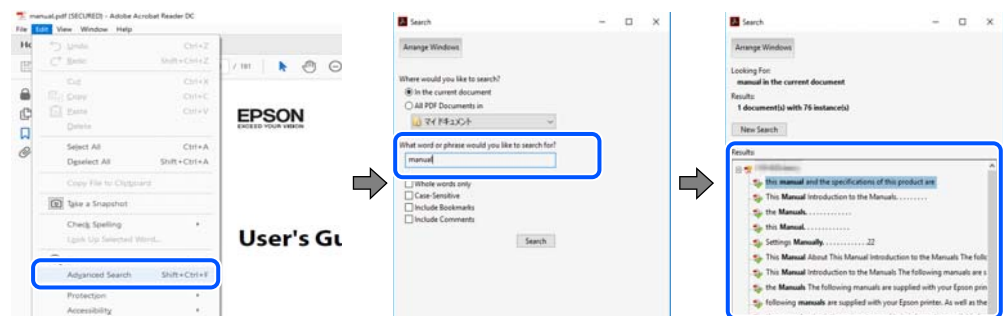 manual.pdf (SECURED) - Adobe Acrobat Reader DC
File Edit View Window Help
Undo Ctrl+Z
Redo Shift+Ctrl+Z
Cut Ctrl+X
Copy Ctrl+C
Paste Ctrl+V
Delete
Select All Ctrl+A
Deselect All Shift+Ctrl+A
Copy File to Clipboard
Take a Snapshot
Check Spelling
Look Up Selected Word...
Advanced Search Shift+Ctrl+F
Protection
Accessibility
/ 191
EPSON
EXCEED YOUR VISION
User's Gu
Search
Arrange Windows
Where would you like to search?
In the current document
All PDF Documents in
マイドキュメント
What word or phrase would you like to search for?
manual
Whole words only
Case-Sensitive
Include Bookmarks
Include Comments
Search
Search
Arrange Windows
Looking For:
manual in the current document
Results:
1 document(s) with 76 instance(s)
New Search
Results:
this manual and the specifications of this product are
This Manual Introduction to the Manuals. . . . . . . . .
the Manuals. . . . . . . . . . . . .
this Manual. . . . . . . . . . . . .
Settings Manually. . . . . . . . . . . . .22
This Manual About This Manual Introduction to the Manuals The follo
This Manual Introduction to the Manuals The following manuals are s
the Manuals The following manuals are supplied with your Epson prin
following manuals are supplied with your Epson printer. As well as the